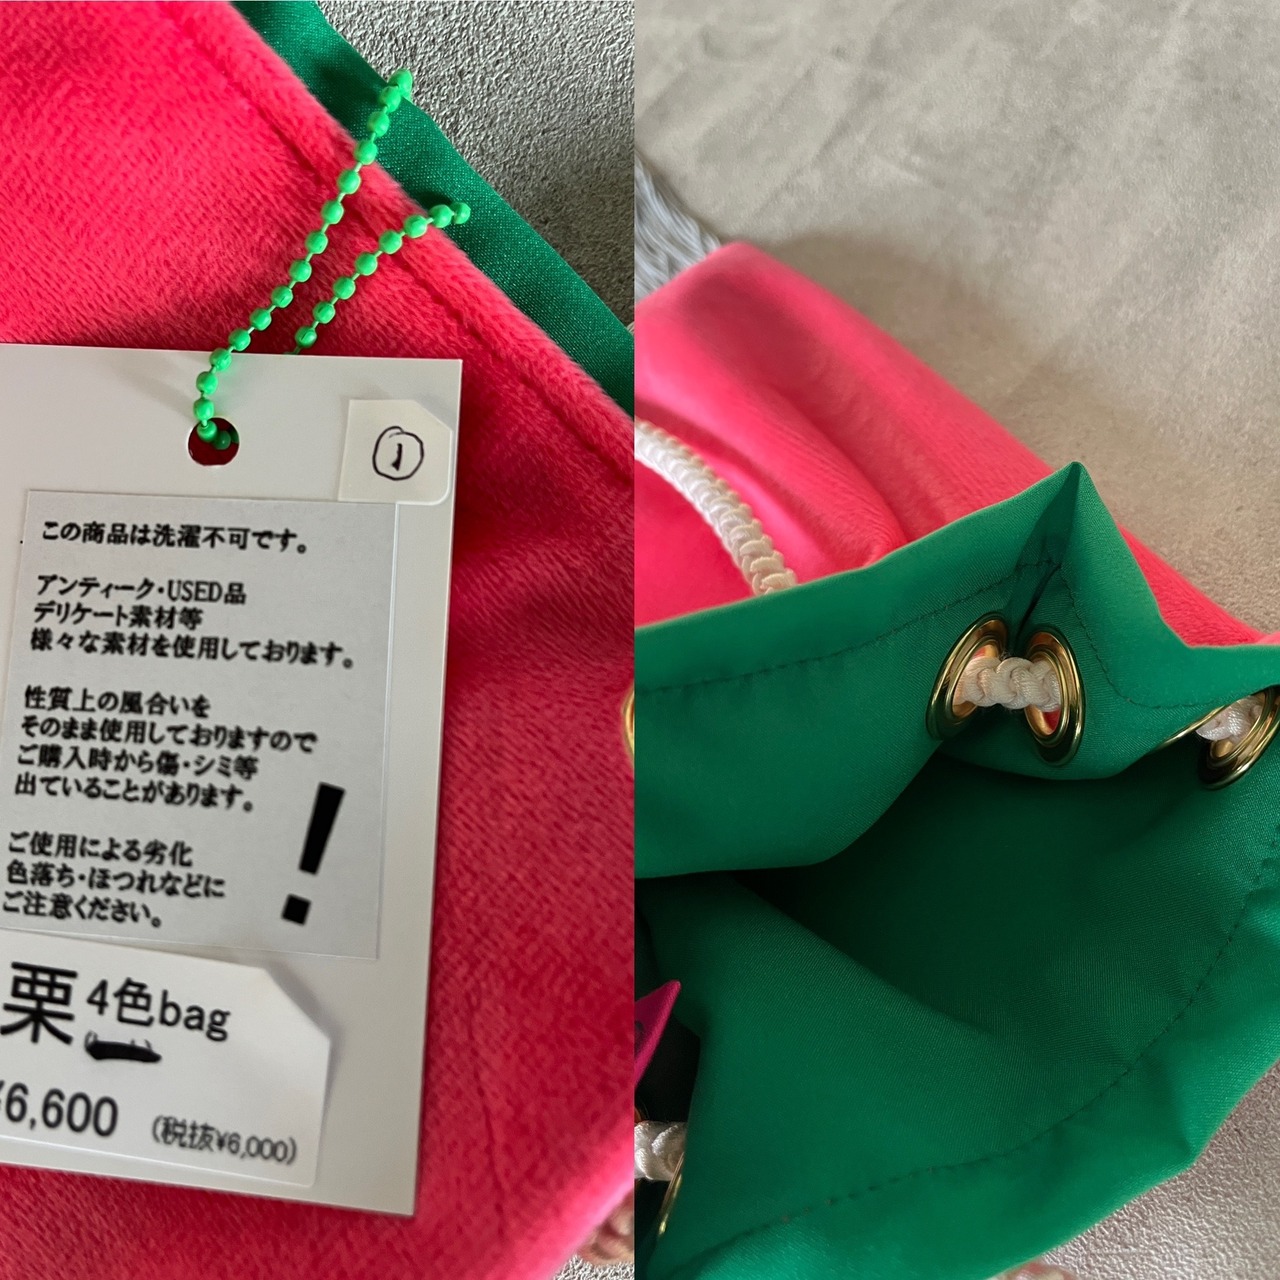 ①
この商品は洗濯不可です。
アンティーク・USED品
デリケート素材等
様々な素材を使用しております。
性質上の風合いを
そのまま使用しておりますので
ご購入時から傷・シミ等
出ていることがあります。
ご使用による劣化
色落ち・ほつれなどに
ご注意ください。
!
栗 4色bag
¥6,600 (税抜¥6,000)